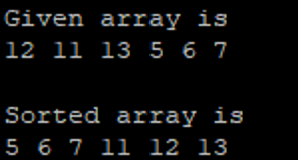 Given array is
12 11 13 5 6 7
Sorted array is
5 6 7 11 12 13